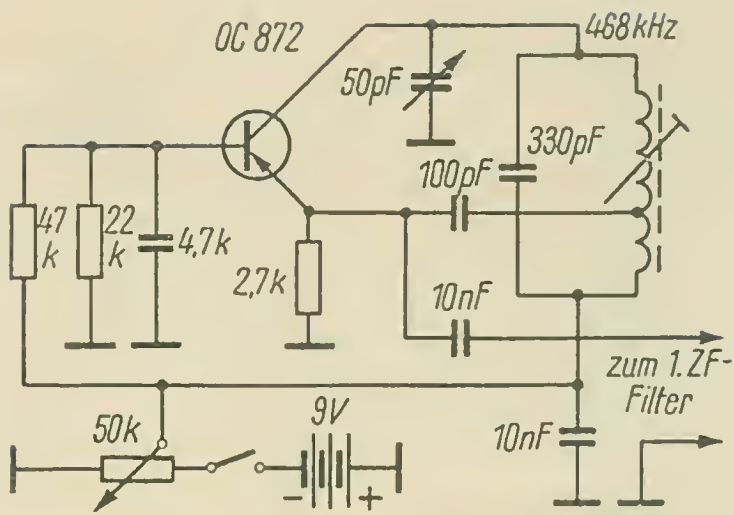 OC 872
468 kHz
50pF
330pF
100pF
47
k
22
k
4,7k
2,7k
10nF
zum 1. ZF-
Filter
50k
9V
10nF
- +